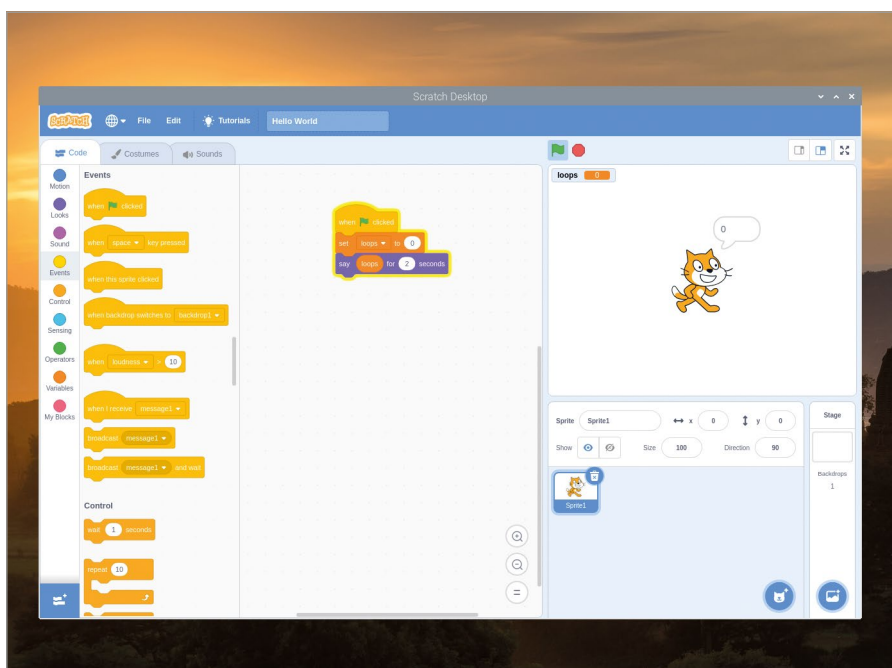 Scratch Desktop
SCRATCH
File Edit Tutorials Hello World
Code Costumes Sounds
Motion
Looks
Sound
Events
Control
Sensing
Operators
Variables
My Blocks
Events
when clicked
when space key pressed
when this sprite clicked
when backdrop switches to backdrop1
when loudness > 10
when I receive message1
broadcast message1
broadcast message1 and wait
Control
wait 1 seconds
repeat 10
when clicked
set loops to 0
say loops for 2 seconds
=
loops 0
0
Sprite Sprite1 x 0 y 0
Show Size 100 Direction 90
Sprite1
Stage
Backdrops
1